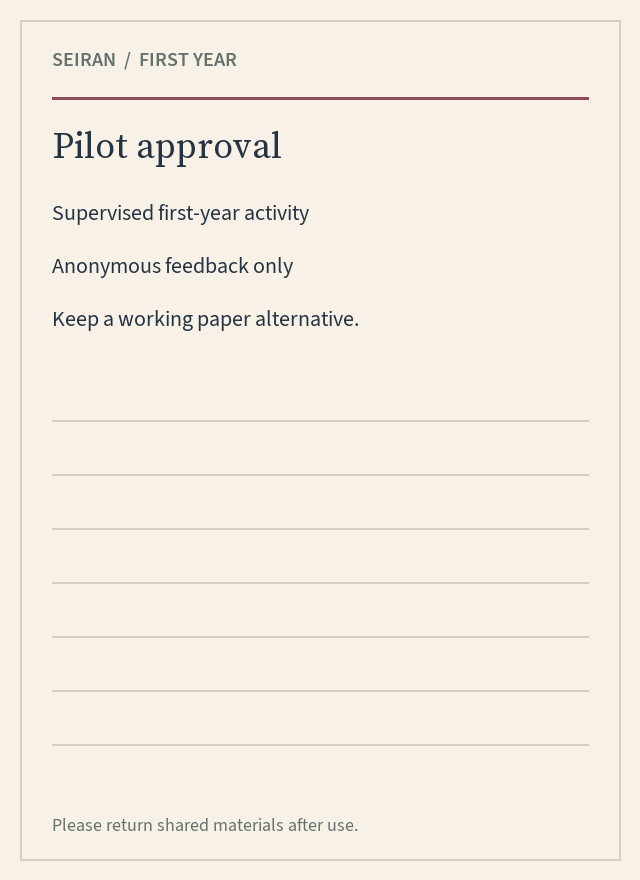 SEIRAN / FIRST YEAR
Pilot approval
Supervised first-year activity
Anonymous feedback only
Keep a working paper alternative.
Please return shared materials after use.